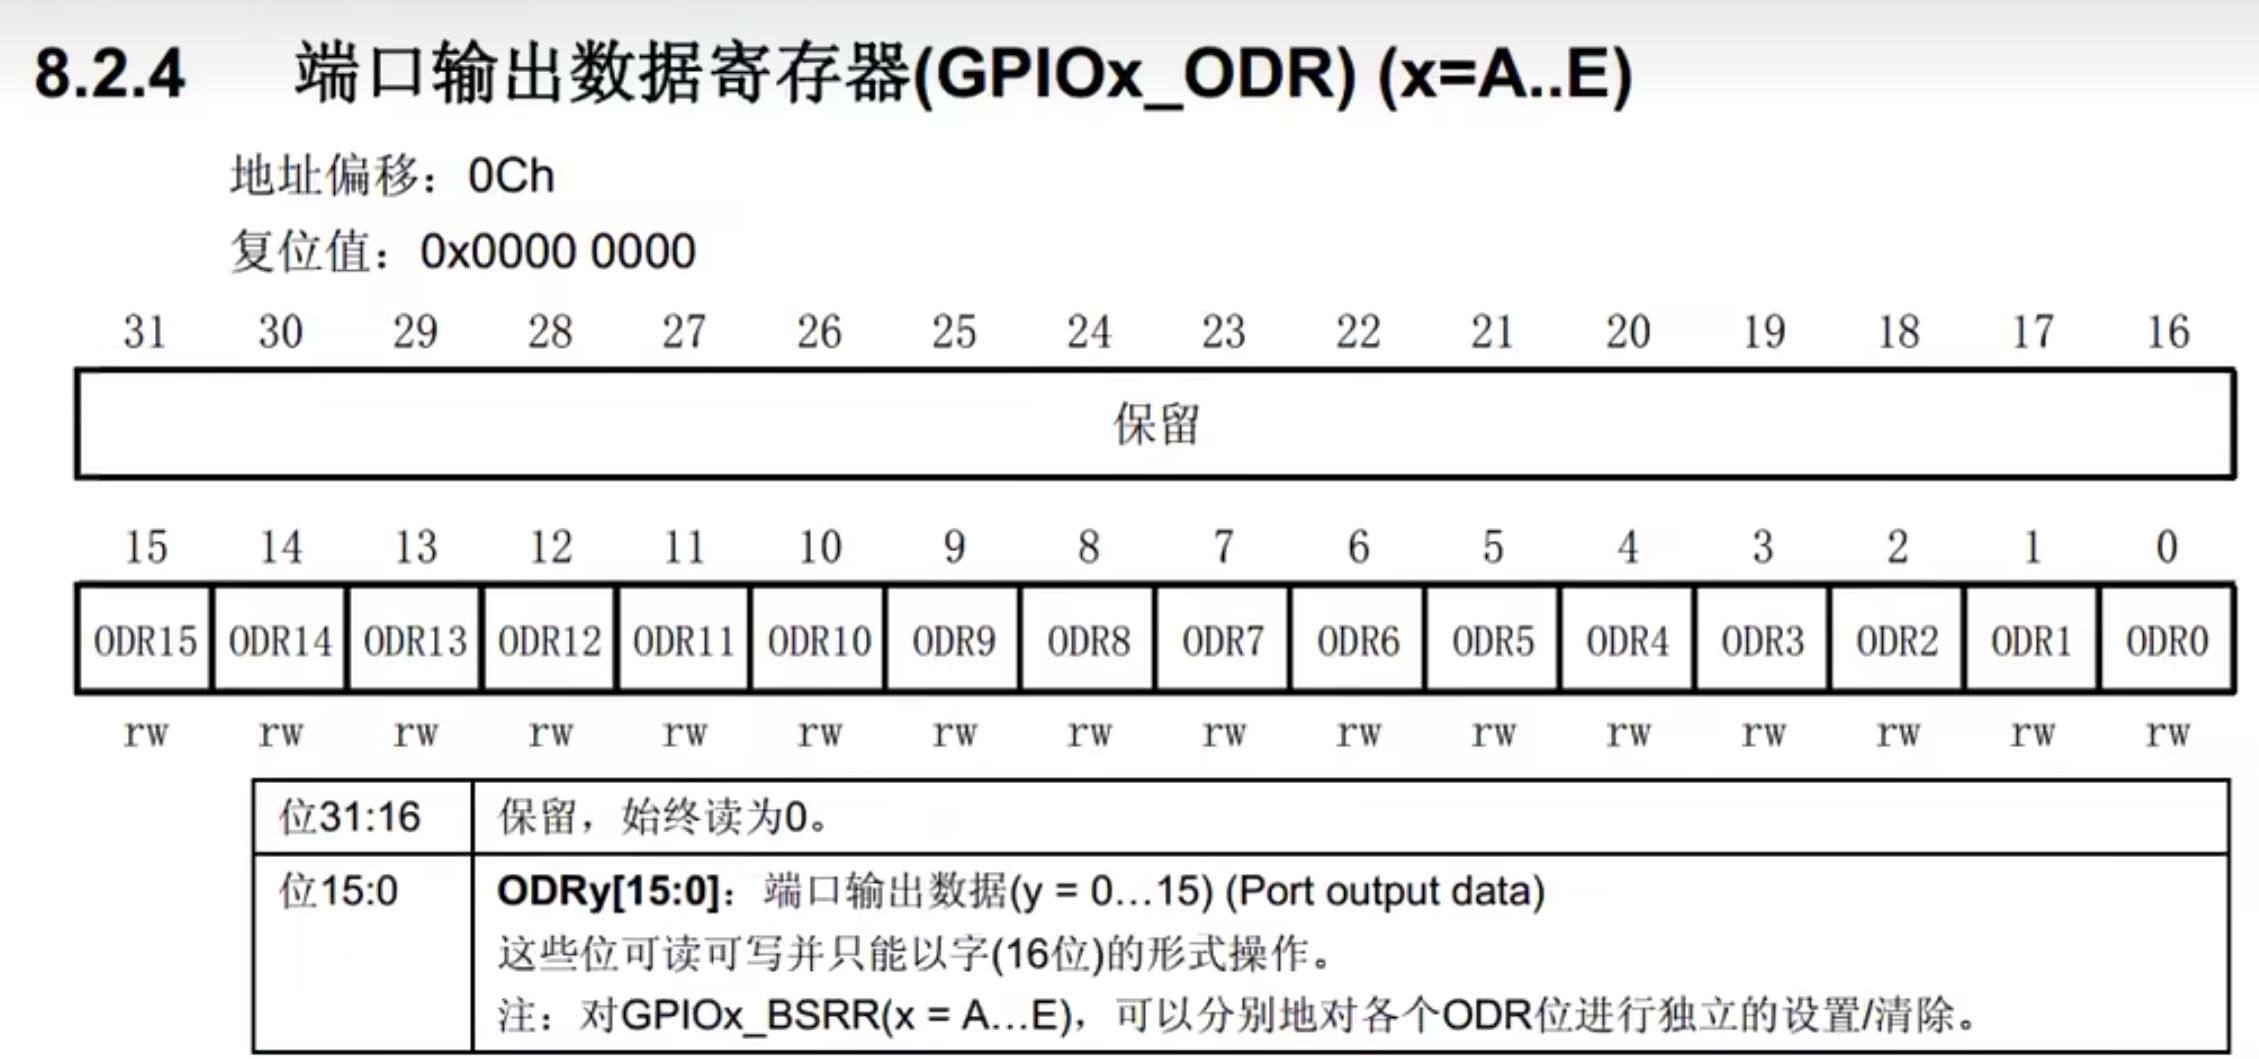 8.2.4 端口输出数据寄存器(GPIOx_ODR) (x=A..E)
地址偏移：0Ch
复位值：0x0000 0000
31 30 29 28 27 26 25 24 23 22 21 20 19 18 17 16
保留
15 14 13 12 11 10 9 8 7 6 5 4 3 2 1 0
ODR15 ODR14 ODR13 ODR12 ODR11 ODR10 ODR9 ODR8 ODR7 ODR6 ODR5 ODR4 ODR3 ODR2 ODR1 ODR0
rw rw rw rw rw rw rw rw rw rw rw rw rw rw rw rw
位31:16 保留，始终读为0。
位15:0 ODRy[15:0]：端口输出数据(y = 0…15) (Port output data)
这些位可读可写并只能以字(16位)的形式操作。
注：对GPIOx_BSRR(x = A…E)，可以分别地对各个ODR位进行独立的设置/清除。